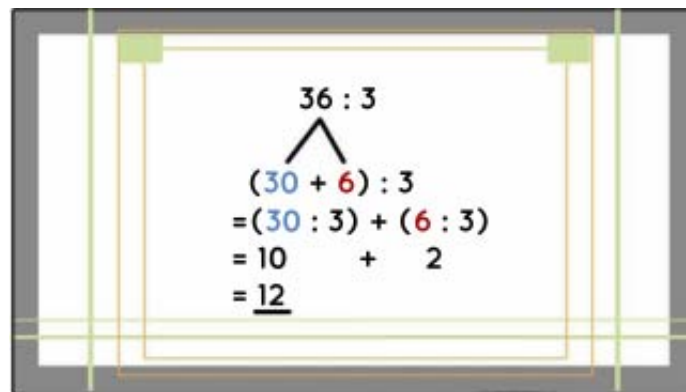 36 : 3
(30 + 6) : 3
=(30 : 3) + (6 : 3)
= 10 + 2
= 12